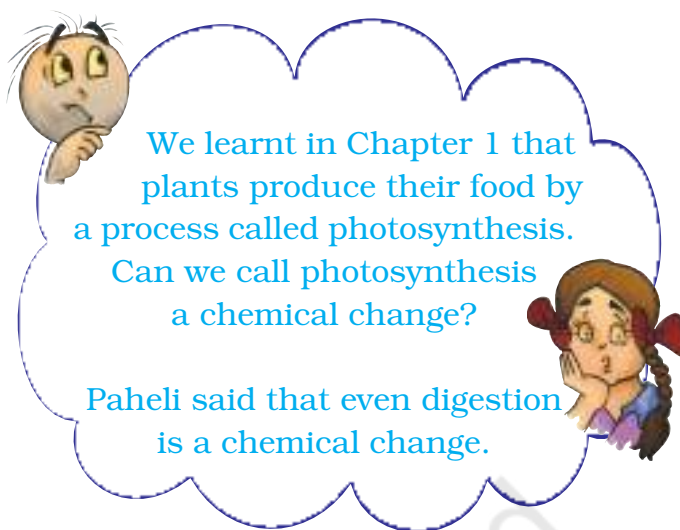 We learnt in Chapter 1 that
plants produce their food by
a process called photosynthesis.
Can we call photosynthesis
a chemical change?
Paheli said that even digestion
is a chemical change.